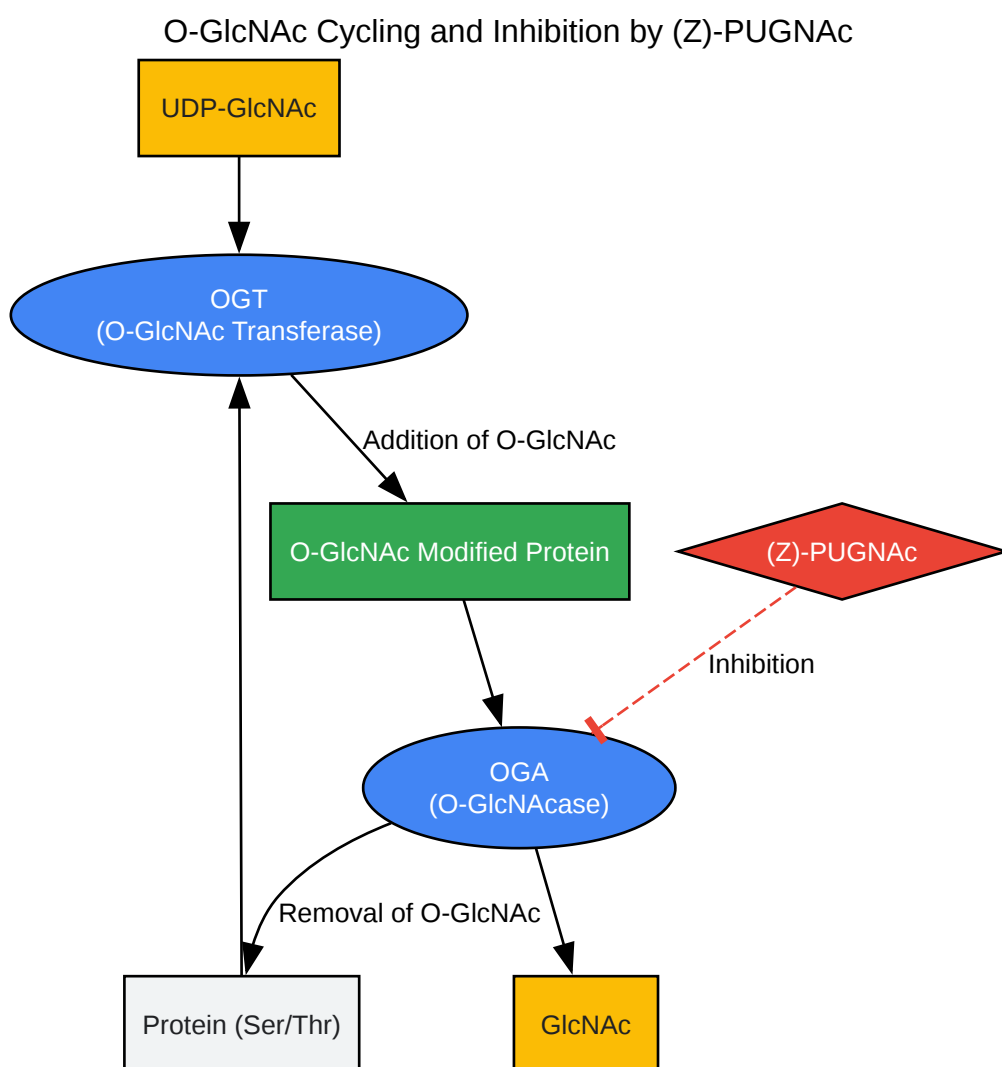 O-GlcNAc Cycling and Inhibition by (Z)-PUGNAc
UDP-GlcNAc
OGT
(O-GlcNAc Transferase)
Addition of O-GlcNAc
O-GlcNAc Modified Protein
(Z)-PUGNAc
Inhibition
OGA
(O-GlcNAcase)
Removal of O-GlcNAc
Protein (Ser/Thr)
GlcNAc